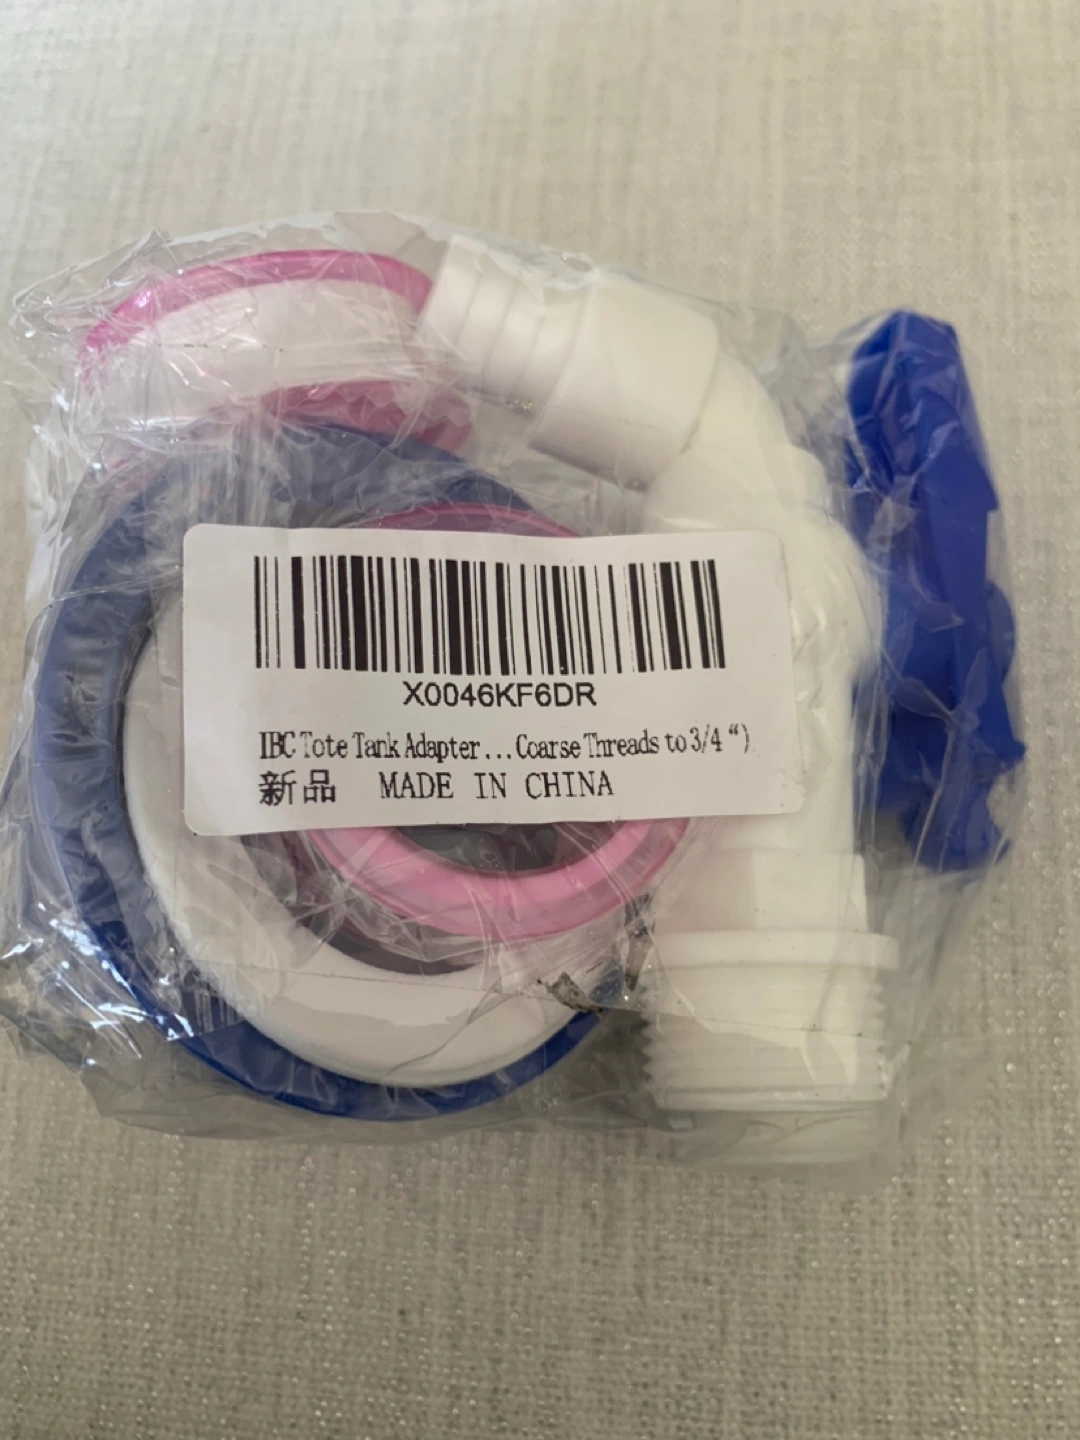 X0046KF6DR
IBC Tote Tank Adapter...Coarse Threads to 3/4 “)
新品 MADE IN CHINA